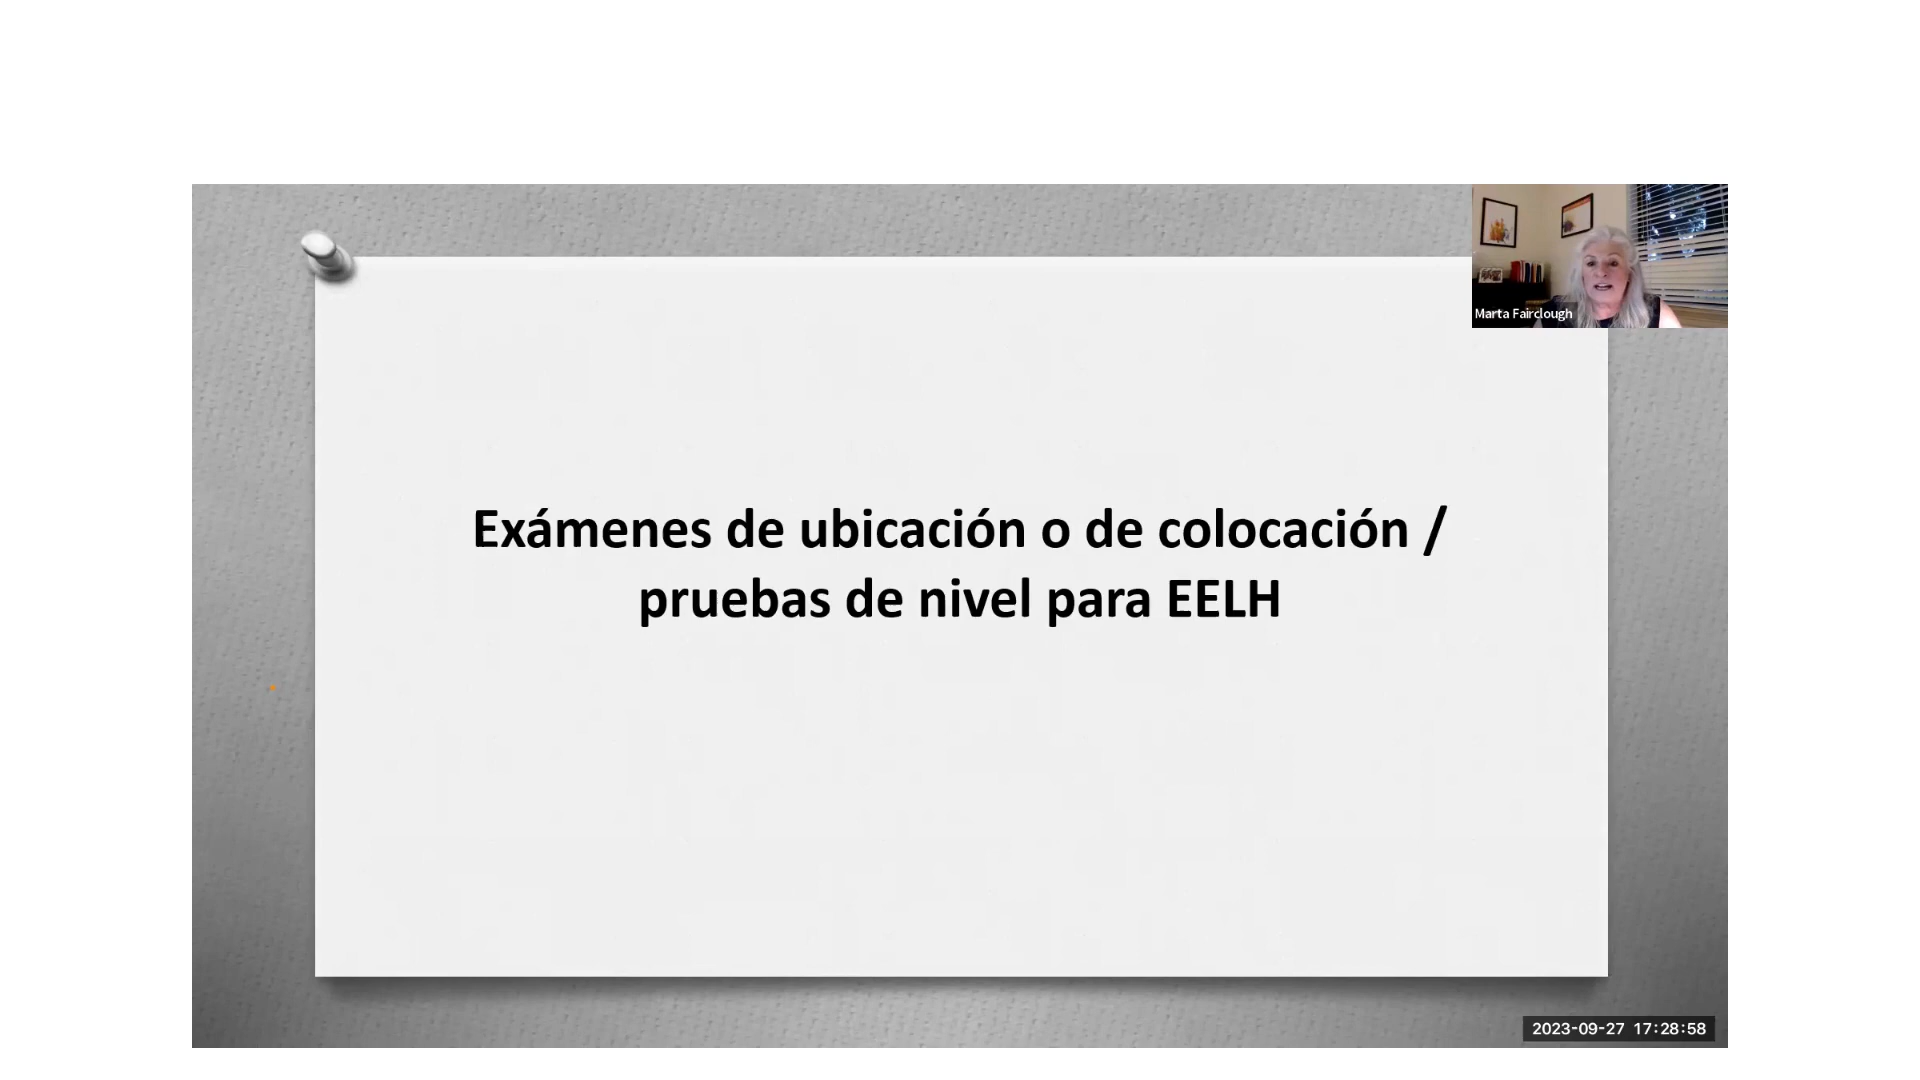 Marta Fairclough
Exámenes de ubicación o de colocación /
pruebas de nivel para EELH
2023-09-27 17:28:58